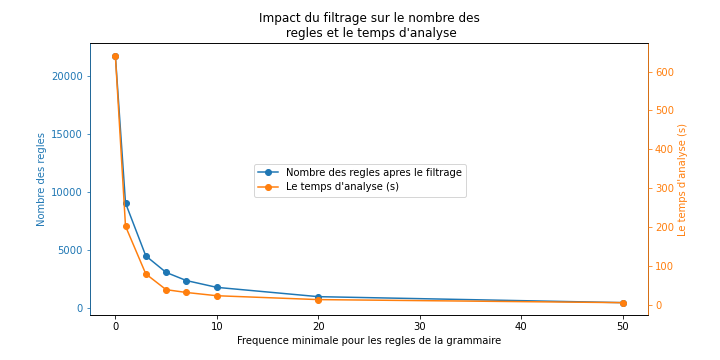 Impact du filtrage sur le nombre des
regles et le temps d'analyse
20000
15000
10000
5000
0
Nombre des regles
Nombre des regles apres le filtrage
Le temps d'analyse (s)
600
500
400
300
200
100
0
Le temps d'analyse (s)
0 10 20 30 40 50
Frequence minimale pour les regles de la grammaire